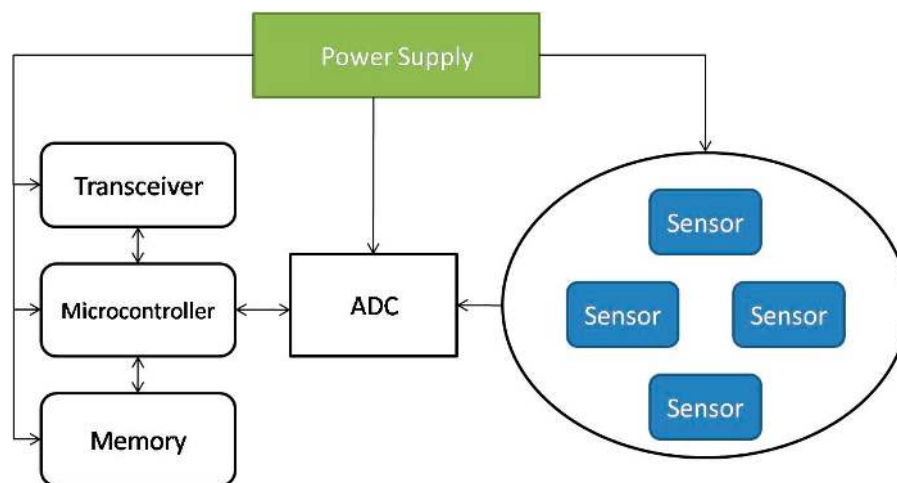 Power Supply
Transceiver
Sensor
Microcontroller
ADC
Sensor
Sensor
Memory
Sensor